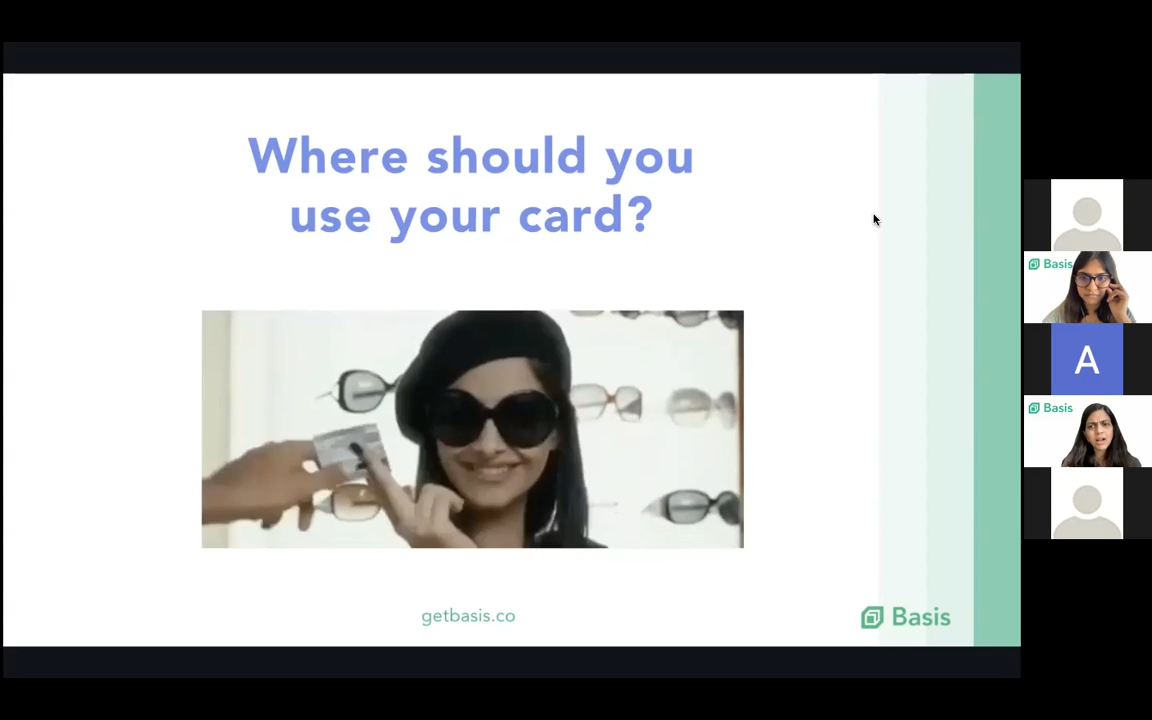 Where should you
use your card?
getbasis.co
Basis
Basis
A
Basis